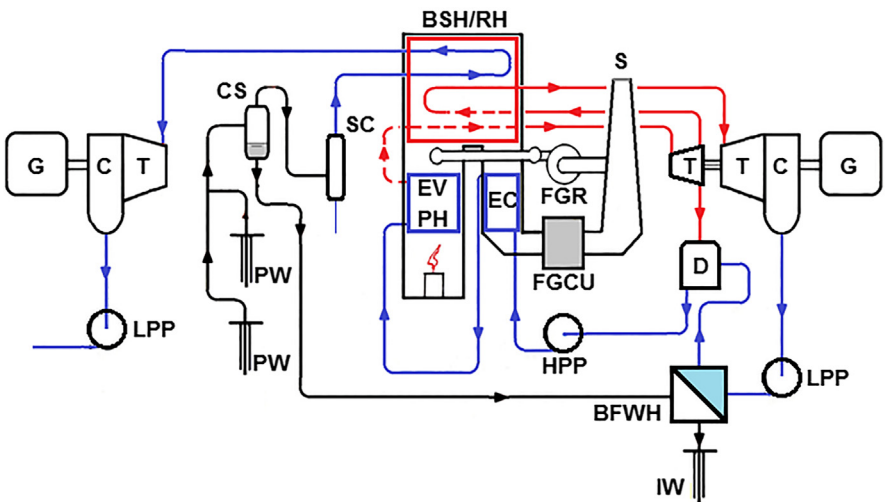 BSH/RH
S
CS
SC
G
C
T
T
T
C
G
EV
PH
EC
FGR
PW
FGCU
D
LPP
PW
HPP
LPP
BFWH
IW